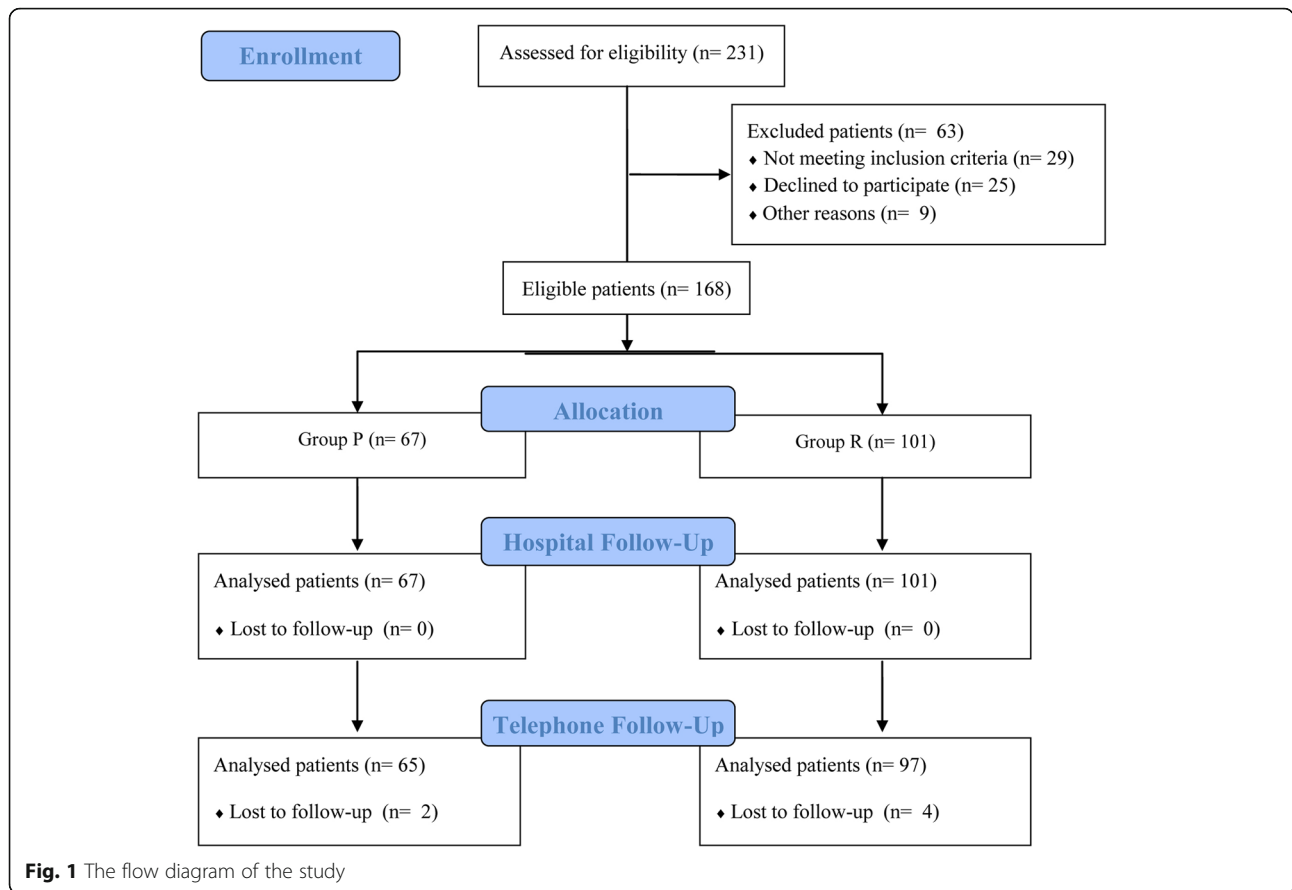 Enrollment
Assessed for eligibility (n= 231)
Excluded patients (n= 63)
♦ Not meeting inclusion criteria (n= 29)
♦ Declined to participate (n= 25)
♦ Other reasons (n= 9)
Eligible patients (n= 168)
Allocation
Group P (n= 67)
Group R (n= 101)
Hospital Follow-Up
Analysed patients (n= 67)
♦ Lost to follow-up (n= 0)
Analysed patients (n= 101)
♦ Lost to follow-up (n= 0)
Telephone Follow-Up
Analysed patients (n= 65)
♦ Lost to follow-up (n= 2)
Analysed patients (n= 97)
♦ Lost to follow-up (n= 4)
Fig. 1 The flow diagram of the study